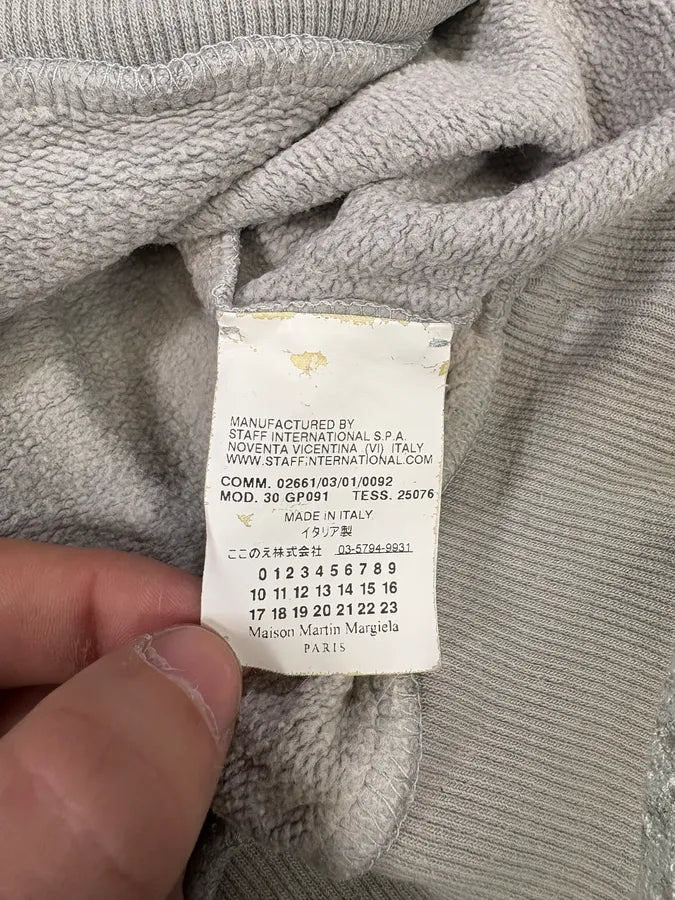 MANUFACTURED BY
STAFF INTERNATIONAL S.P.A.
NOVENTA VICENTINA (VI) ITALY
WWW.STAFFINTERNATIONAL.COM
COMM. 02661/03/01/0092
MOD. 30 GP091 TESS. 25076
MADE IN ITALY
イタリア製
ここのえ株式会社 03-5794-9931
0 1 2 3 4 5 6 7 8 9
10 11 12 13 14 15 16
17 18 19 20 21 22 23
Maison Martin Margiela
PARIS